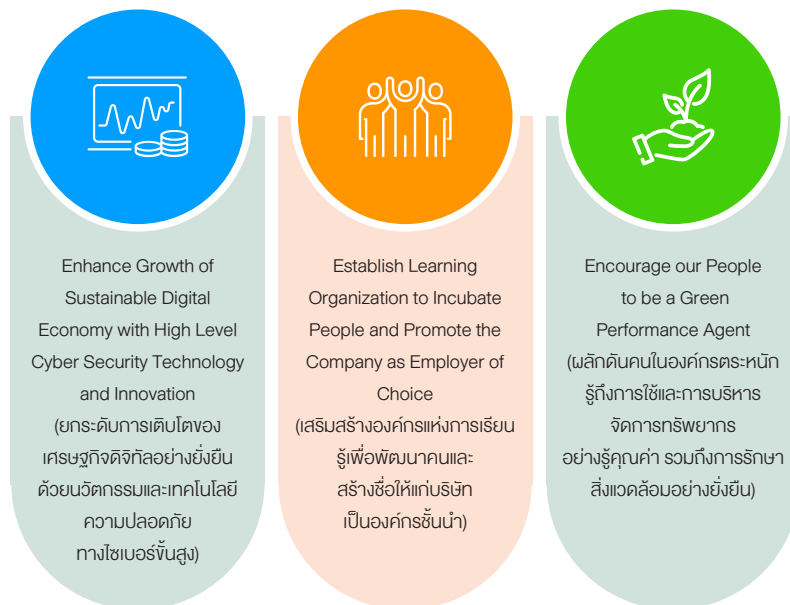 Enhance Growth of
Sustainable Digital
Economy with High Level
Cyber Security Technology
and Innovation
(ยกระดับการเติบโตของ
เศรษฐกิจดิจิทัลอย่างยั่งยืน
ด้วยนวัตกรรมและเทคโนโลยี
ความปลอดภัย
ทางไซเบอร์ขั้นสูง)
Establish Learning
Organization to Incubate
People and Promote the
Company as Employer of
Choice
(เสริมสร้างองค์กรแห่งการเรียน
รู้เพื่อพัฒนาคนและ
สร้างชื่อให้แก่บริษัท
เป็นองค์กรชั้นนำ)
Encourage our People
to be a Green
Performance Agent
(ผลักดันคนในองค์กรตระหนัก
รู้ถึงการใช้และการบริหาร
จัดการทรัพยากร
อย่างรู้คุณค่า รวมถึงการรักษา
สิ่งแวดล้อมอย่างยั่งยืน)